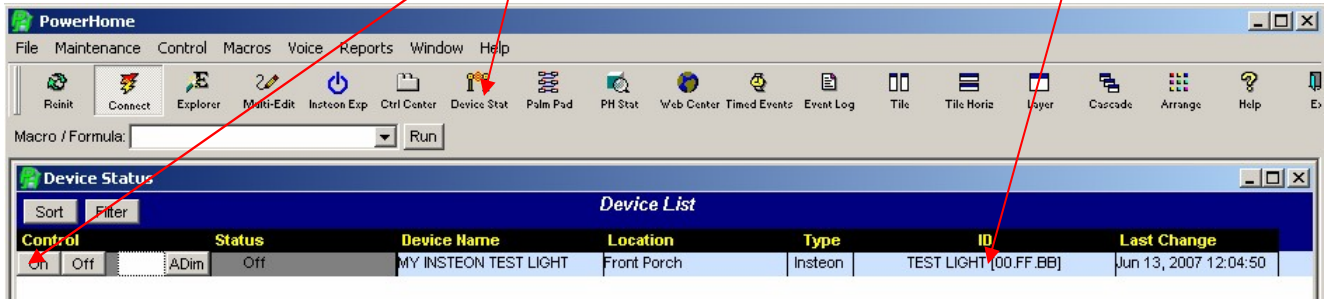 PowerHome
File Maintenance Control Macros Voice Reports Window Help
Reinit Connect Explorer Multi-Edit Insteon Exp Ctrl Center Device Stat Palm Pad PH Stat Web Center Timed Events Event Log Tile Tile Horiz Layer Cascade Arrange Help
Macro / Formula: Run
Device Status
Sort Filter Device List
Control Status Device Name Location Type ID Last Change
On Off ADim Off MY INSTEON TEST LIGHT Front Porch Insteon TEST LIGHT [00.FF.BB] Jun 13, 2007 12:04:50